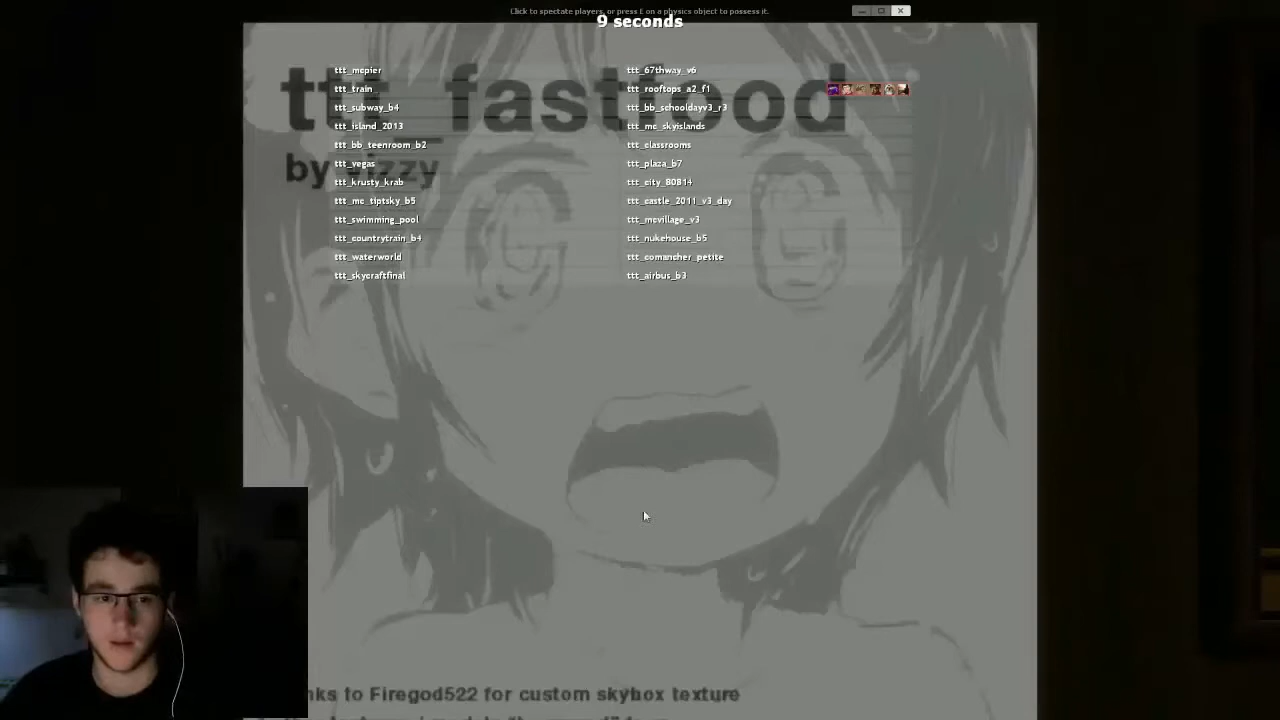 Click to spectate players, or press E on a physics object to possess it.
9 seconds
ttt_fastfood
by vizzy
ttt_mcpier
ttt_train
ttt_subway_b4
ttt_island_2013
ttt_bb_teenroom_b2
ttt_vegas
ttt_krusty_krab
ttt_mc_tiptsky_b5
ttt_swimming_pool
ttt_countrytrain_b4
ttt_waterworld
ttt_skycraftfinal
ttt_67thway_v6
ttt_rooftops_a2_f1
ttt_bb_schooldayv3_r3
ttt_mc_skyislands
ttt_classrooms
ttt_plaza_b7
ttt_city_80814
ttt_castle_2011_v3_day
ttt_mcvillage_v3
ttt_nukehouse_b5
ttt_comancher_petite
ttt_airbus_b3
to Firegod522 for custom skybox texture